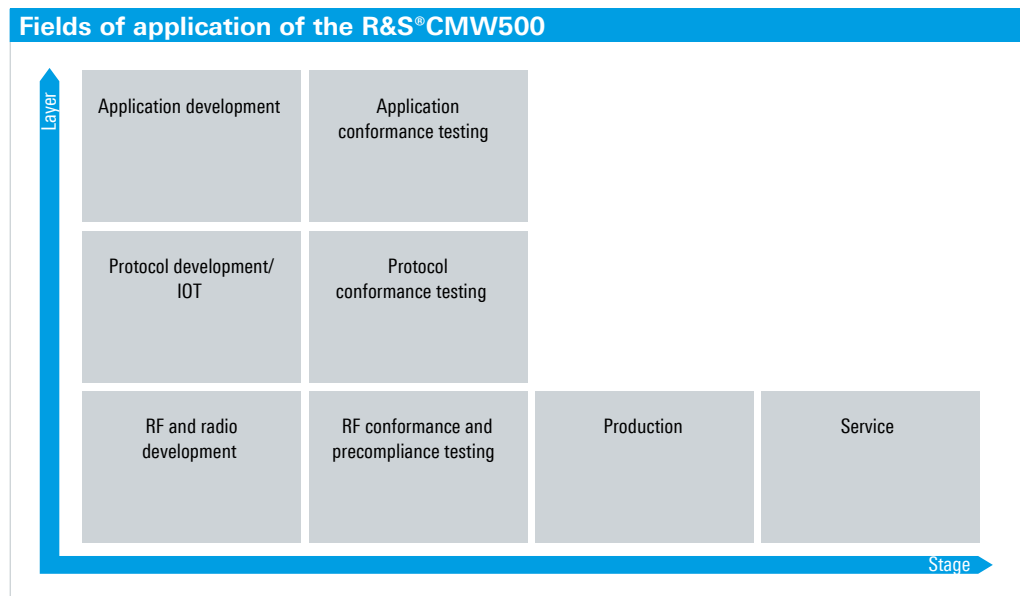 Fields of application of the R&S®CMW500
Layer
Application development
Application
conformance testing
Protocol development/
IOT
Protocol
conformance testing
RF and radio
development
RF conformance and
precompliance testing
Production
Service
Stage